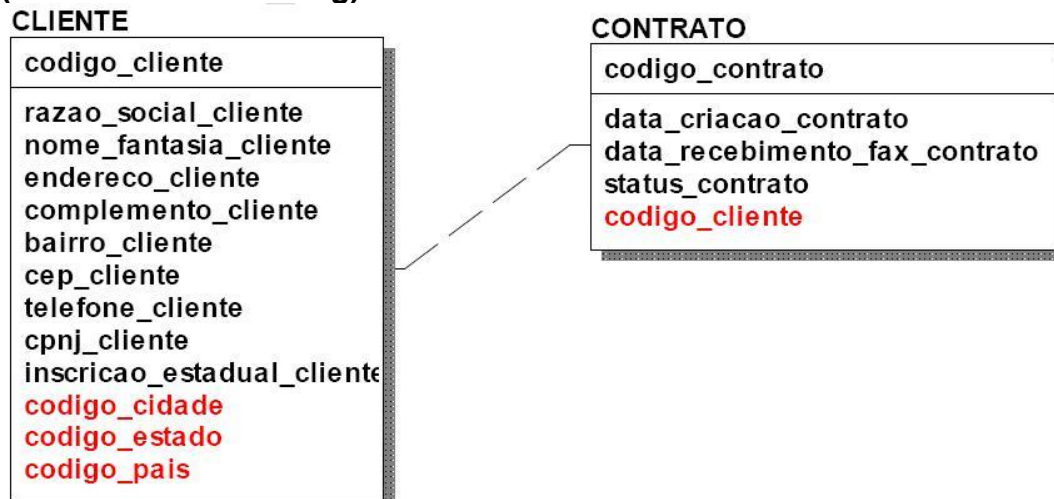 CLIENTE
codigo_cliente
razao_social_cliente
nome_fantasia_cliente
endereco_cliente
complemento_cliente
bairro_cliente
cep_cliente
telefone_cliente
cpnj_cliente
inscricao_estadual_cliente
codigo_cidade
codigo_estado
codigo_pais
CONTRATO
codigo_contrato
data_criacao_contrato
data_recebimento_fax_contrato
status_contrato
codigo_cliente